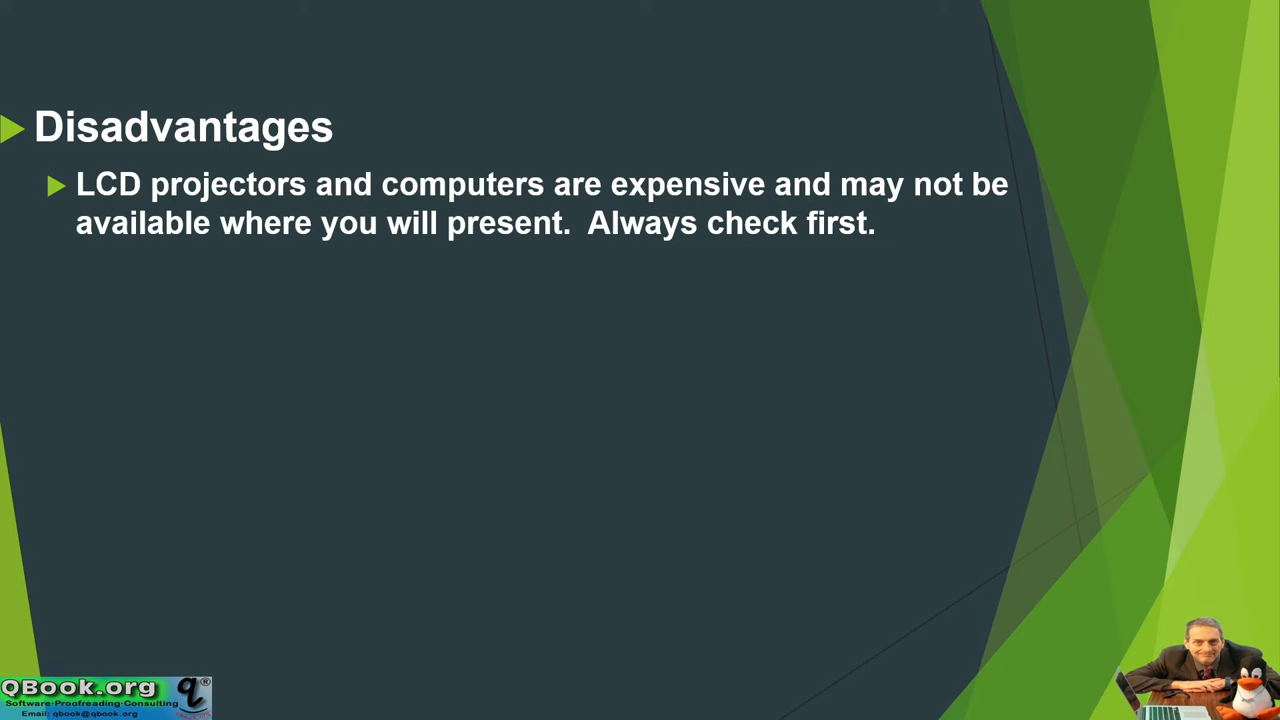 Disadvantages
LCD projectors and computers are expensive and may not be
available where you will present.  Always check first.
QBook.org
q®
Software·Proofreading·Consulting
Email: qbook@qbook.org